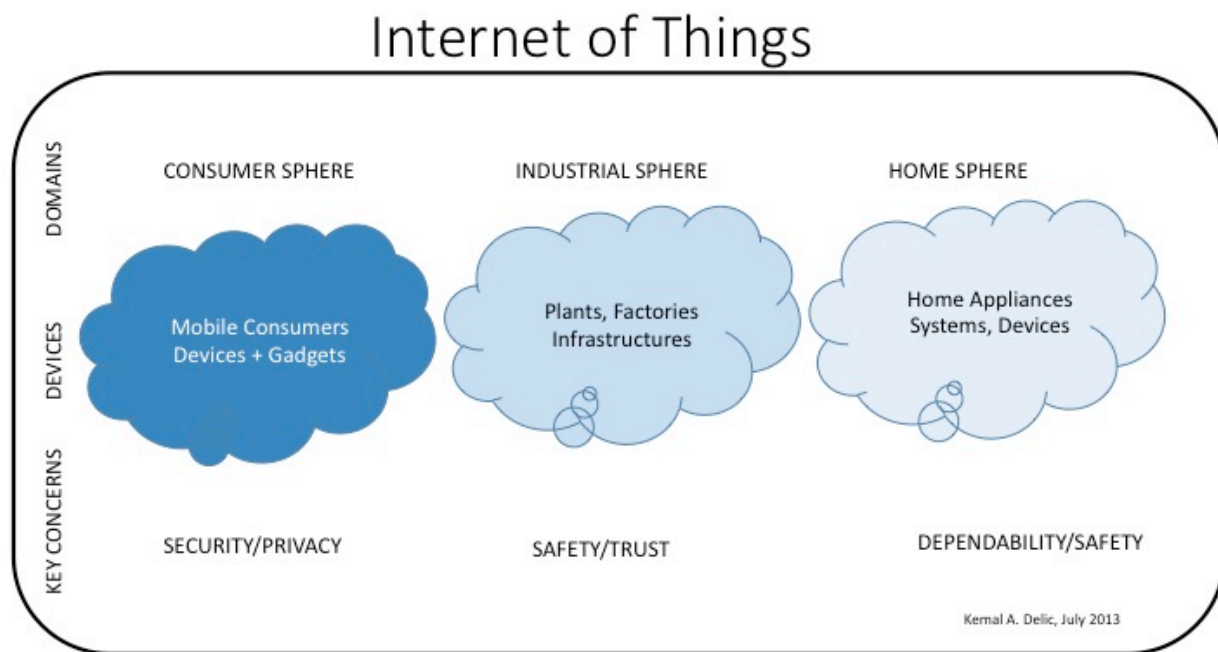 Internet of Things
DOMAINS
CONSUMER SPHERE
INDUSTRIAL SPHERE
HOME SPHERE
DEVICES
Mobile Consumers
Devices + Gadgets
Plants, Factories
Infrastructures
Home Appliances
Systems, Devices
KEY CONCERNS
SECURITY/PRIVACY
SAFETY/TRUST
DEPENDABILITY/SAFETY
Kemal A. Delic, July 2013